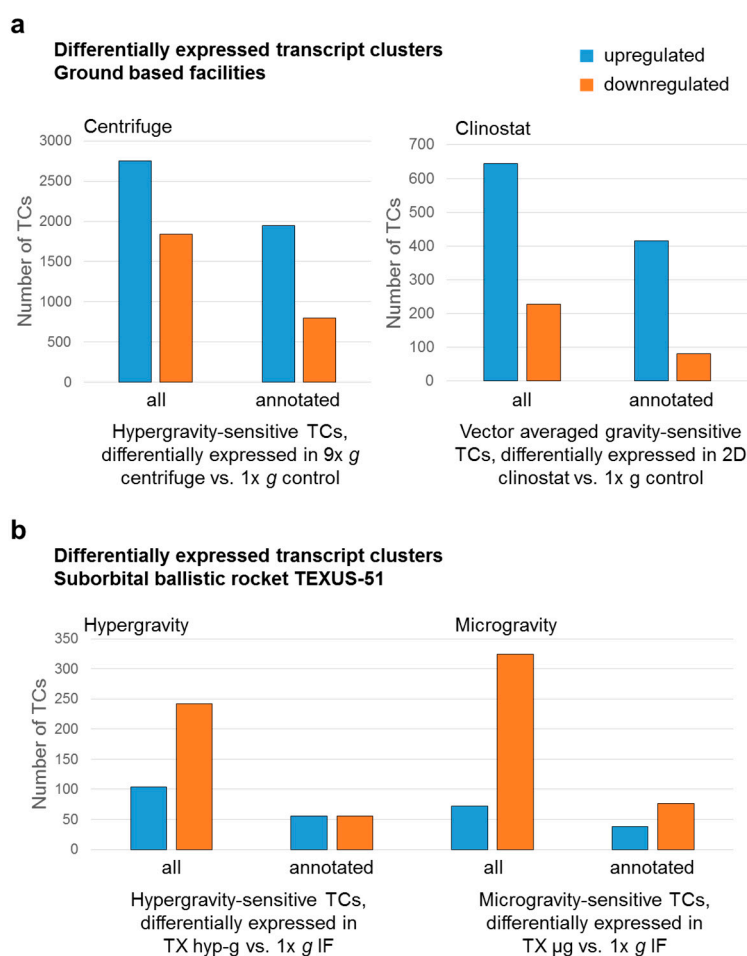 a
Differentially expressed transcript clusters
Ground based facilities
upregulated
downregulated
Centrifuge
3000
2500
2000
1500
1000
500
0
Number of TCs
all
annotated
Hypergravity-sensitive TCs,
differentially expressed in 9x g
centrifuge vs. 1x g control
Clinostat
700
600
500
400
300
200
100
0
Number of TCs
all
annotated
Vector averaged gravity-sensitive
TCs, differentially expressed in 2D
clinostat vs. 1x g control
b
Differentially expressed transcript clusters
Suborbital ballistic rocket TEXUS-51
Hypergravity
Microgravity
350
300
250
200
150
100
50
0
Number of TCs
all
annotated
all
annotated
Hypergravity-sensitive TCs,
differentially expressed in
TX hyp-g vs. 1x g IF
Microgravity-sensitive TCs,
differentially expressed in
TX µg vs. 1x g IF